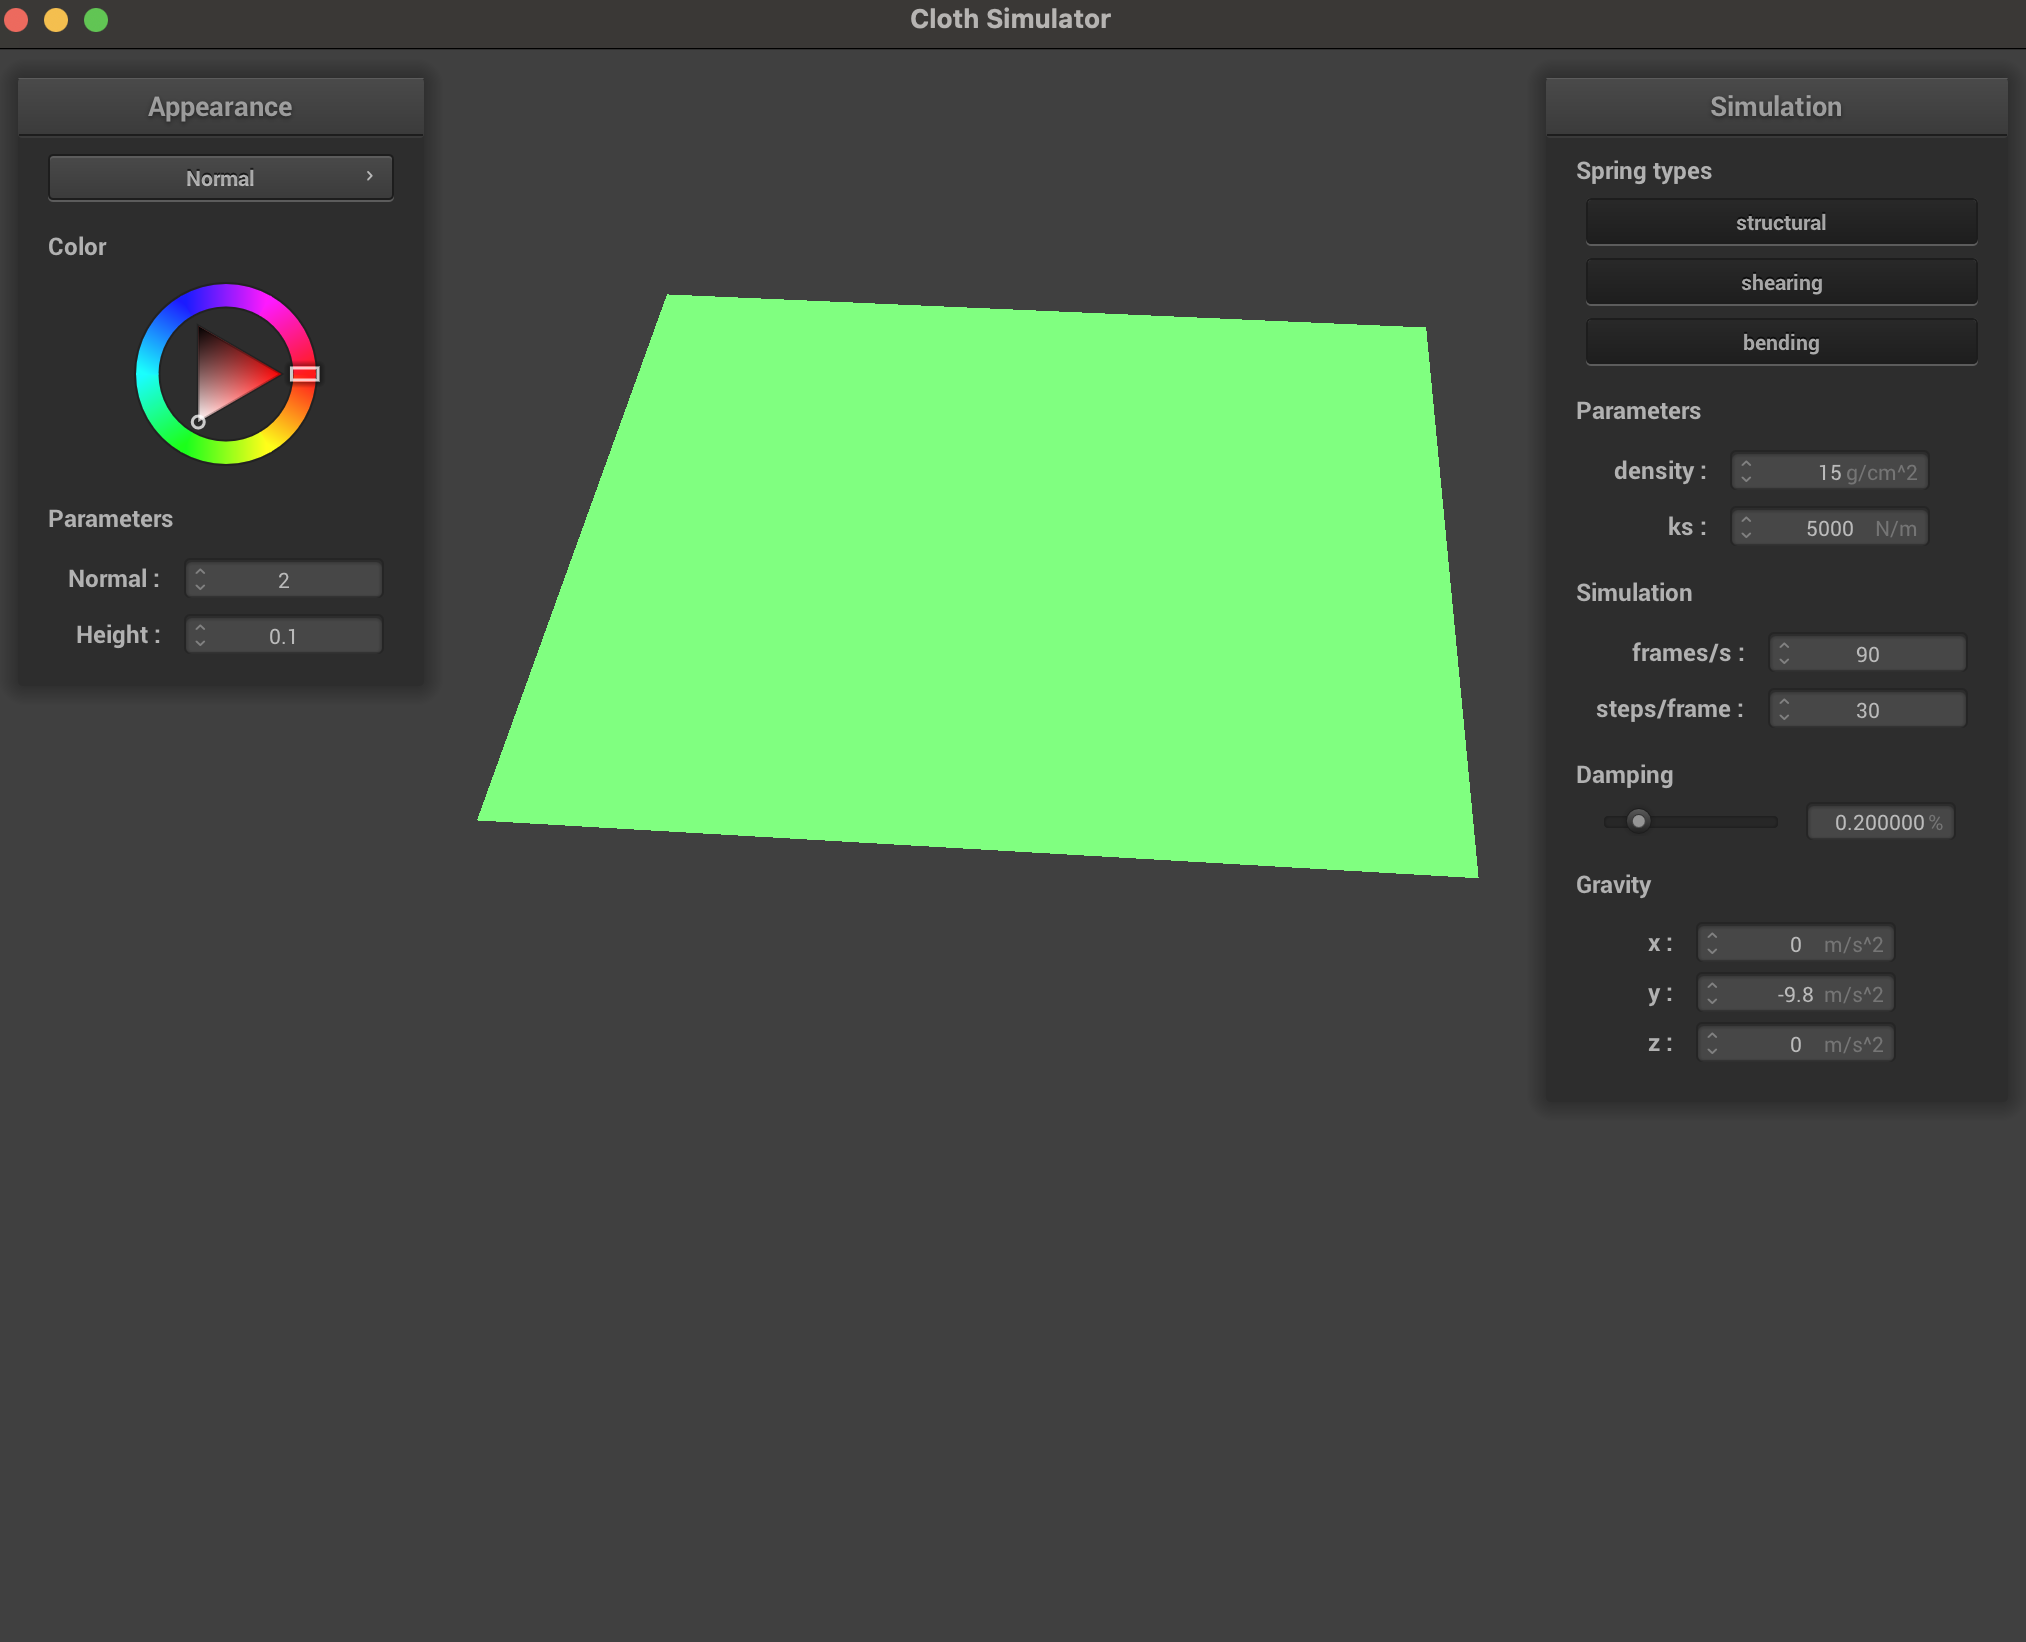 Cloth Simulator
Appearance
Normal
Color
Parameters
Normal : 2
Height : 0.1
Simulation
Spring types
structural
shearing
bending
Parameters
density : 15 g/cm^2
ks : 5000 N/m
Simulation
frames/s : 90
steps/frame : 30
Damping
0.200000 %
Gravity
x : 0 m/s^2
y : -9.8 m/s^2
z : 0 m/s^2